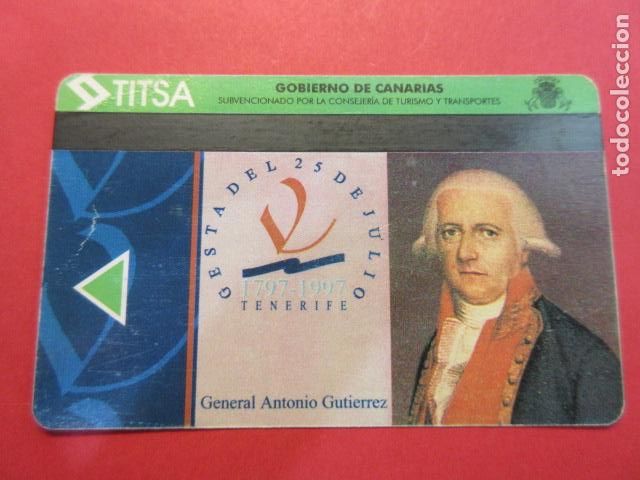 TITSA
GOBIERNO DE CANARIAS
SUBVENCIONADO POR LA CONSEJERÍA DE TURISMO Y TRANSPORTES
GESTA DEL 25 DE JULIO
1797-1997
TENERIFE
General Antonio Gutierrez
todocoleccion